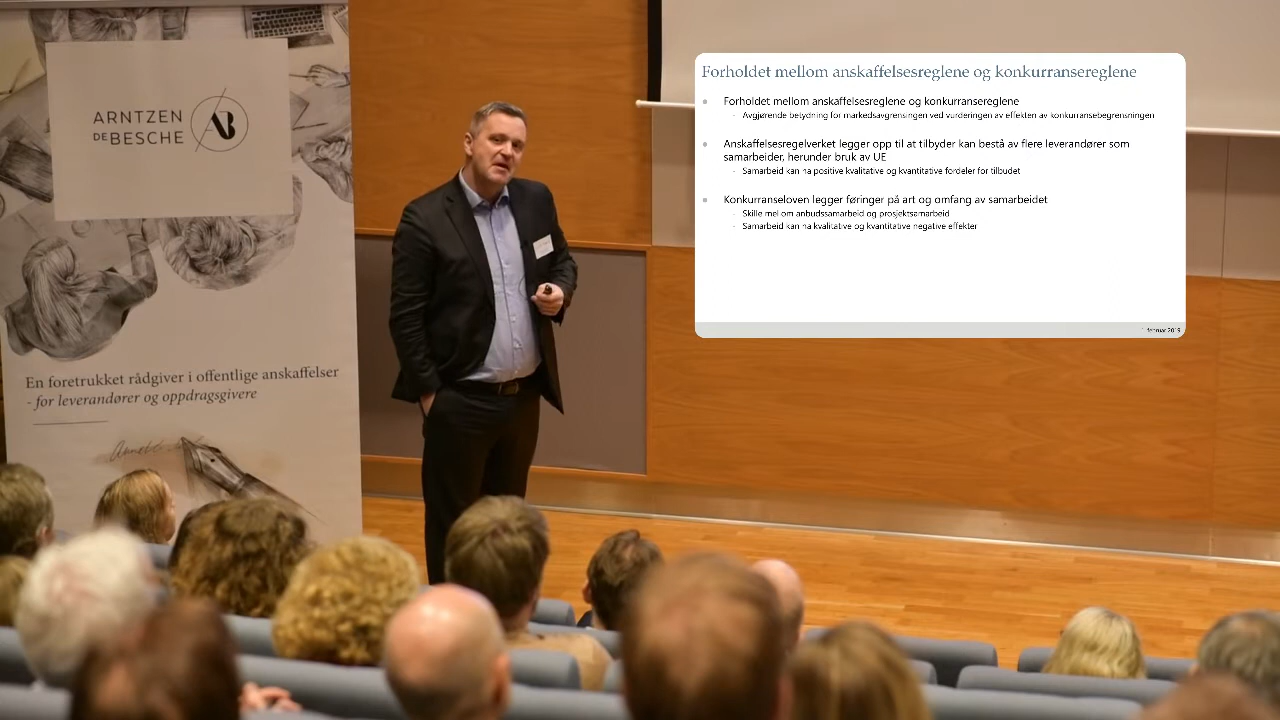 ARNTZEN
DE BESCHE
AB
En foretrukket rådgiver i offentlige anskaffelser
- for leverandører og oppdragsgivere
Forholdet mellom anskaffelsesreglene og konkurransereglene
Forholdet mellom anskaffelsesreglene og konkurransereglene
- Avgjørende betydning for markedsavgrensingen ved vurderingen av effekten av konkurransebegrensningen
Anskaffelsesregelverket legger opp til at tilbyder kan bestå av flere leverandører som
samarbeider, herunder bruk av UE
- Samarbeid kan ha positive kvalitative og kvantitative fordeler for tilbudet
Konkurranseloven legger føringer på art og omfang av samarbeidet
- Skille mellom anbudssamarbeid og prosjektsamarbeid
- Samarbeid kan ha kvalitative og kvantitative negative effekter
1. februar 2019